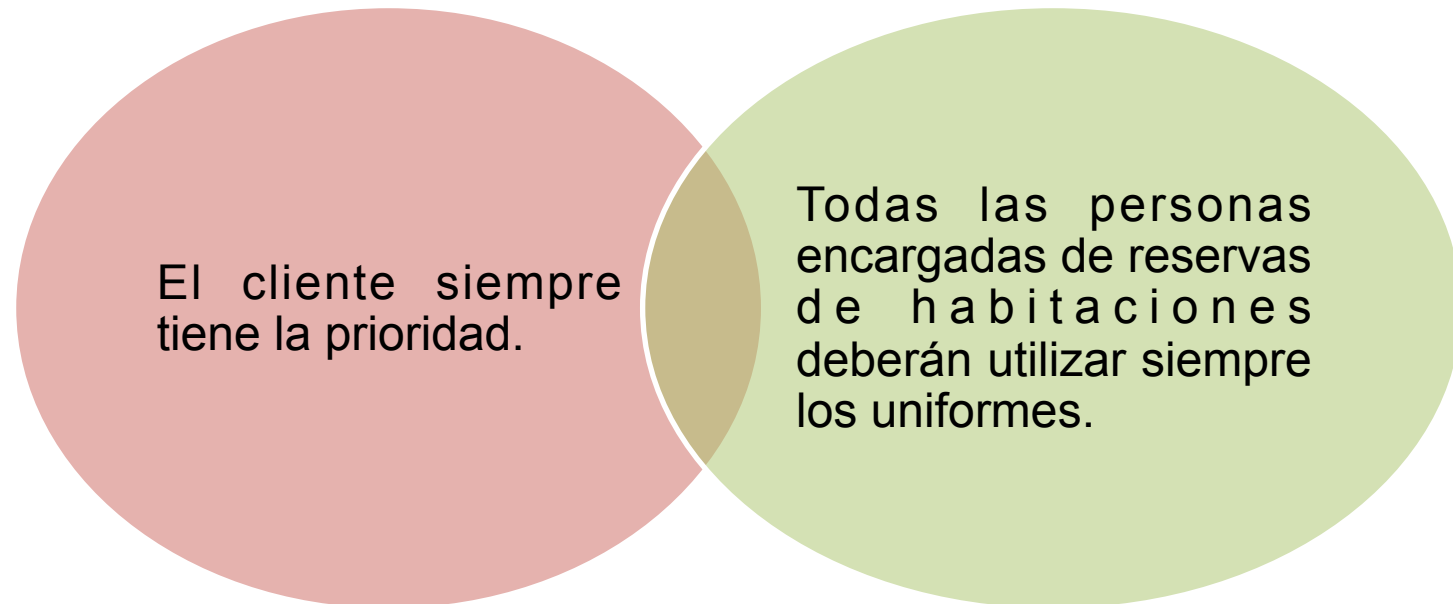 El cliente siempre
tiene la prioridad.
Todas las personas
encargadas de reservas
de habitaciones
deberán utilizar siempre
los uniformes.